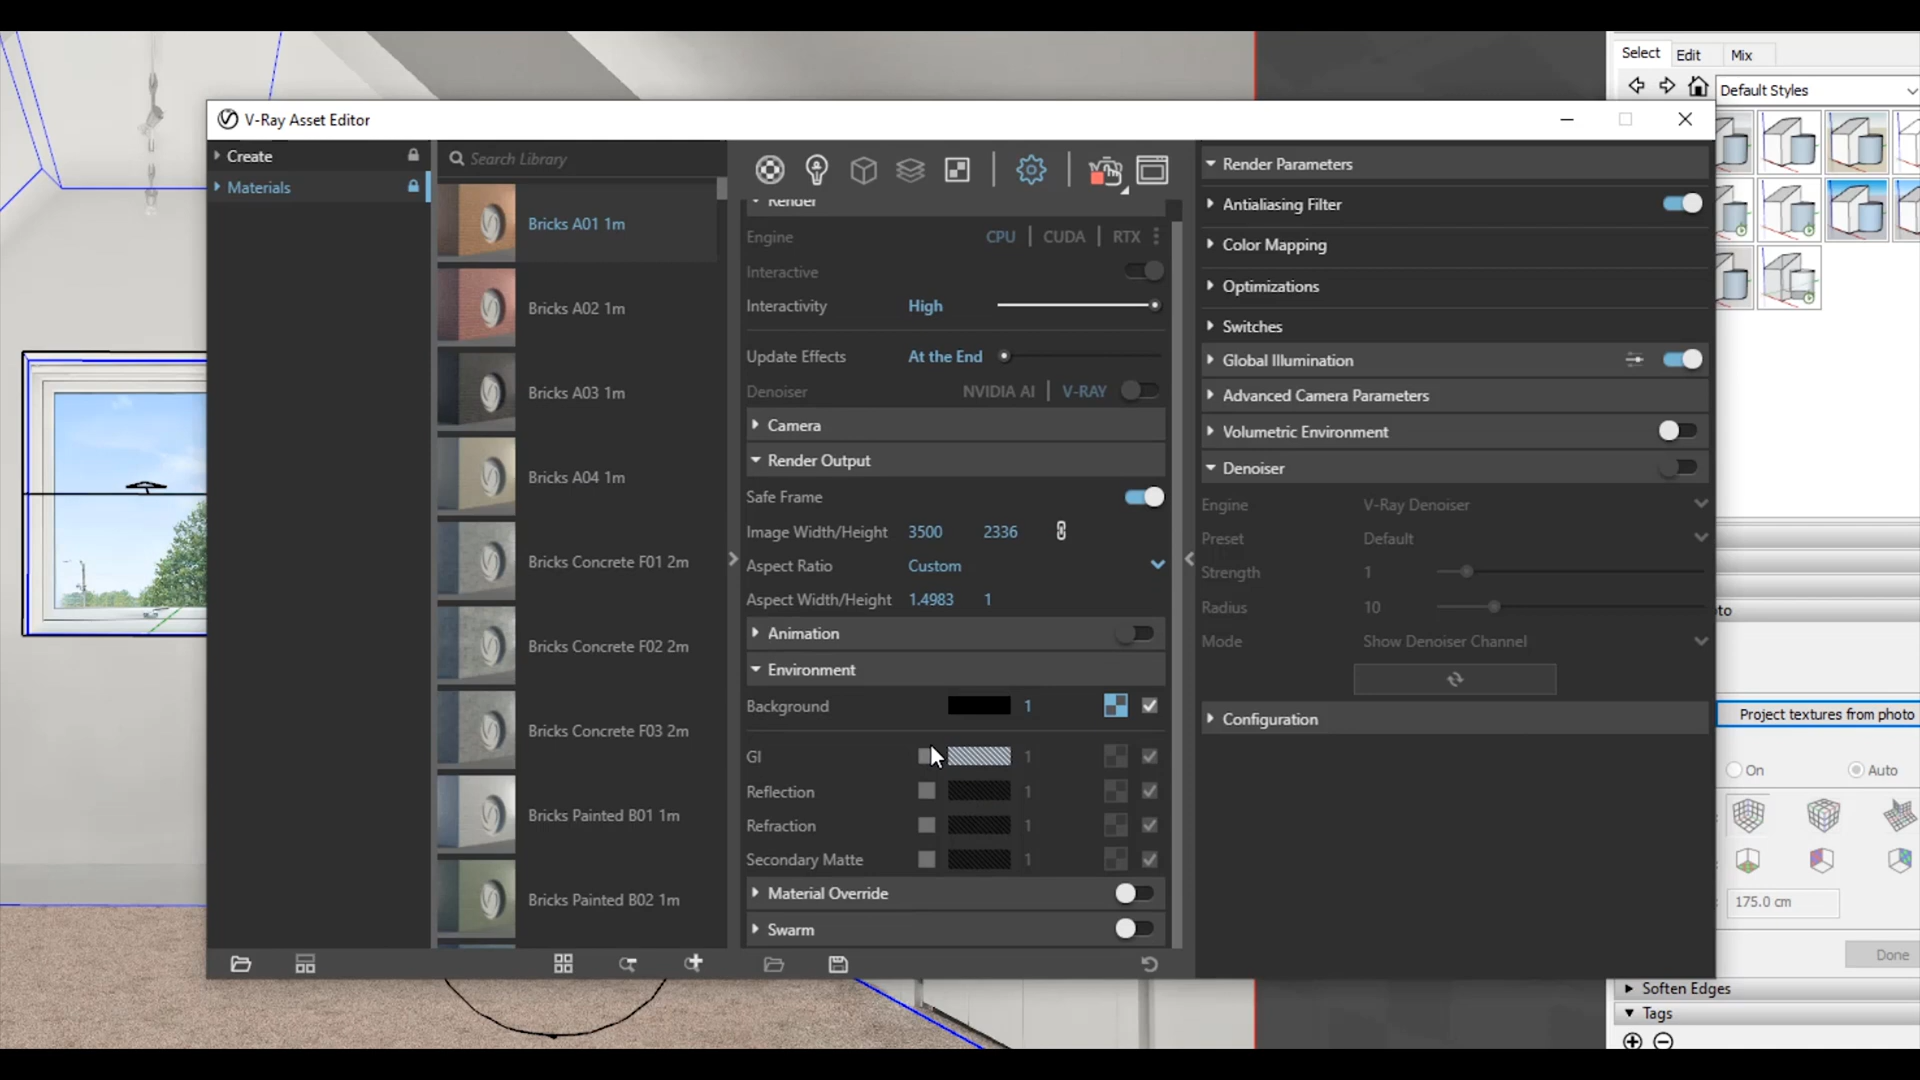 V-Ray Asset Editor
Create
Materials
Search Library
Bricks A01 1m
Bricks A02 1m
Bricks A03 1m
Bricks A04 1m
Bricks Concrete F01 2m
Bricks Concrete F02 2m
Bricks Concrete F03 2m
Bricks Painted B01 1m
Bricks Painted B02 1m
Render
Engine CPU | CUDA | RTX
Interactive
Interactivity High
Update Effects At the End
Denoiser NVIDIA AI | V-RAY
Camera
Render Output
Safe Frame
Image Width/Height 3500 2336
Aspect Ratio Custom
Aspect Width/Height 1.4983 1
Animation
Environment
Background 1
GI 1
Reflection 1
Refraction 1
Secondary Matte 1
Material Override
Swarm
Render Parameters
Antialiasing Filter
Color Mapping
Optimizations
Switches
Global Illumination
Advanced Camera Parameters
Volumetric Environment
Denoiser
Engine V-Ray Denoiser
Preset Default
Strength 1
Radius 10
Mode Show Denoiser Channel
Configuration
Select Edit Mix
Default Styles
Project textures from photo
On Auto
175.0 cm
Done
Soften Edges
Tags